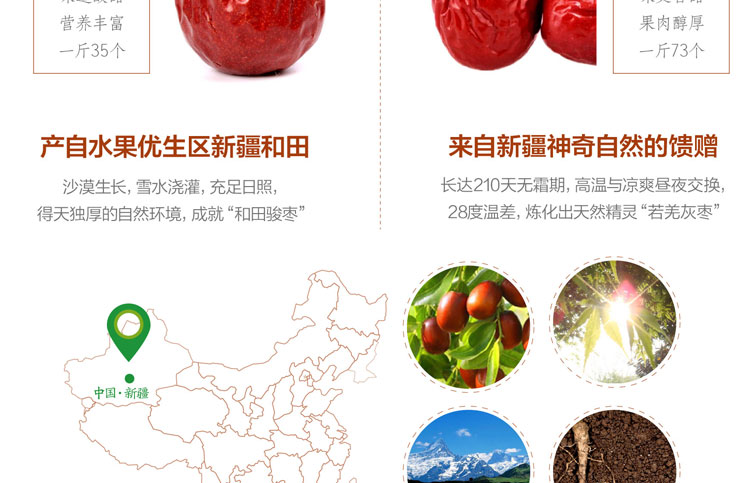 营养丰富
一斤35个
果肉醇厚
一斤73个
产自水果优生区新疆和田
沙漠生长，雪水浇灌，充足日照，
得天独厚的自然环境，成就“和田骏枣”
来自新疆神奇自然的馈赠
长达210天无霜期，高温与凉爽昼夜交换，
28度温差，炼化出天然精灵“若羌灰枣”
中国·新疆